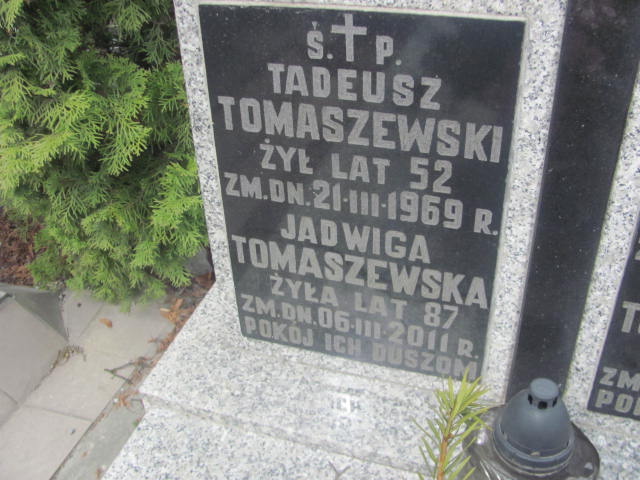 Ś. P.
TADEUSZ
TOMASZEWSKI
ŻYŁ LAT 52
ZM. DN. 21-III-1969 R.
JADWIGA
TOMASZEWSKA
ŻYŁA LAT 87
ZM. DN. 06-III-2011 R.
POKÓJ ICH DUSZOM
ZM